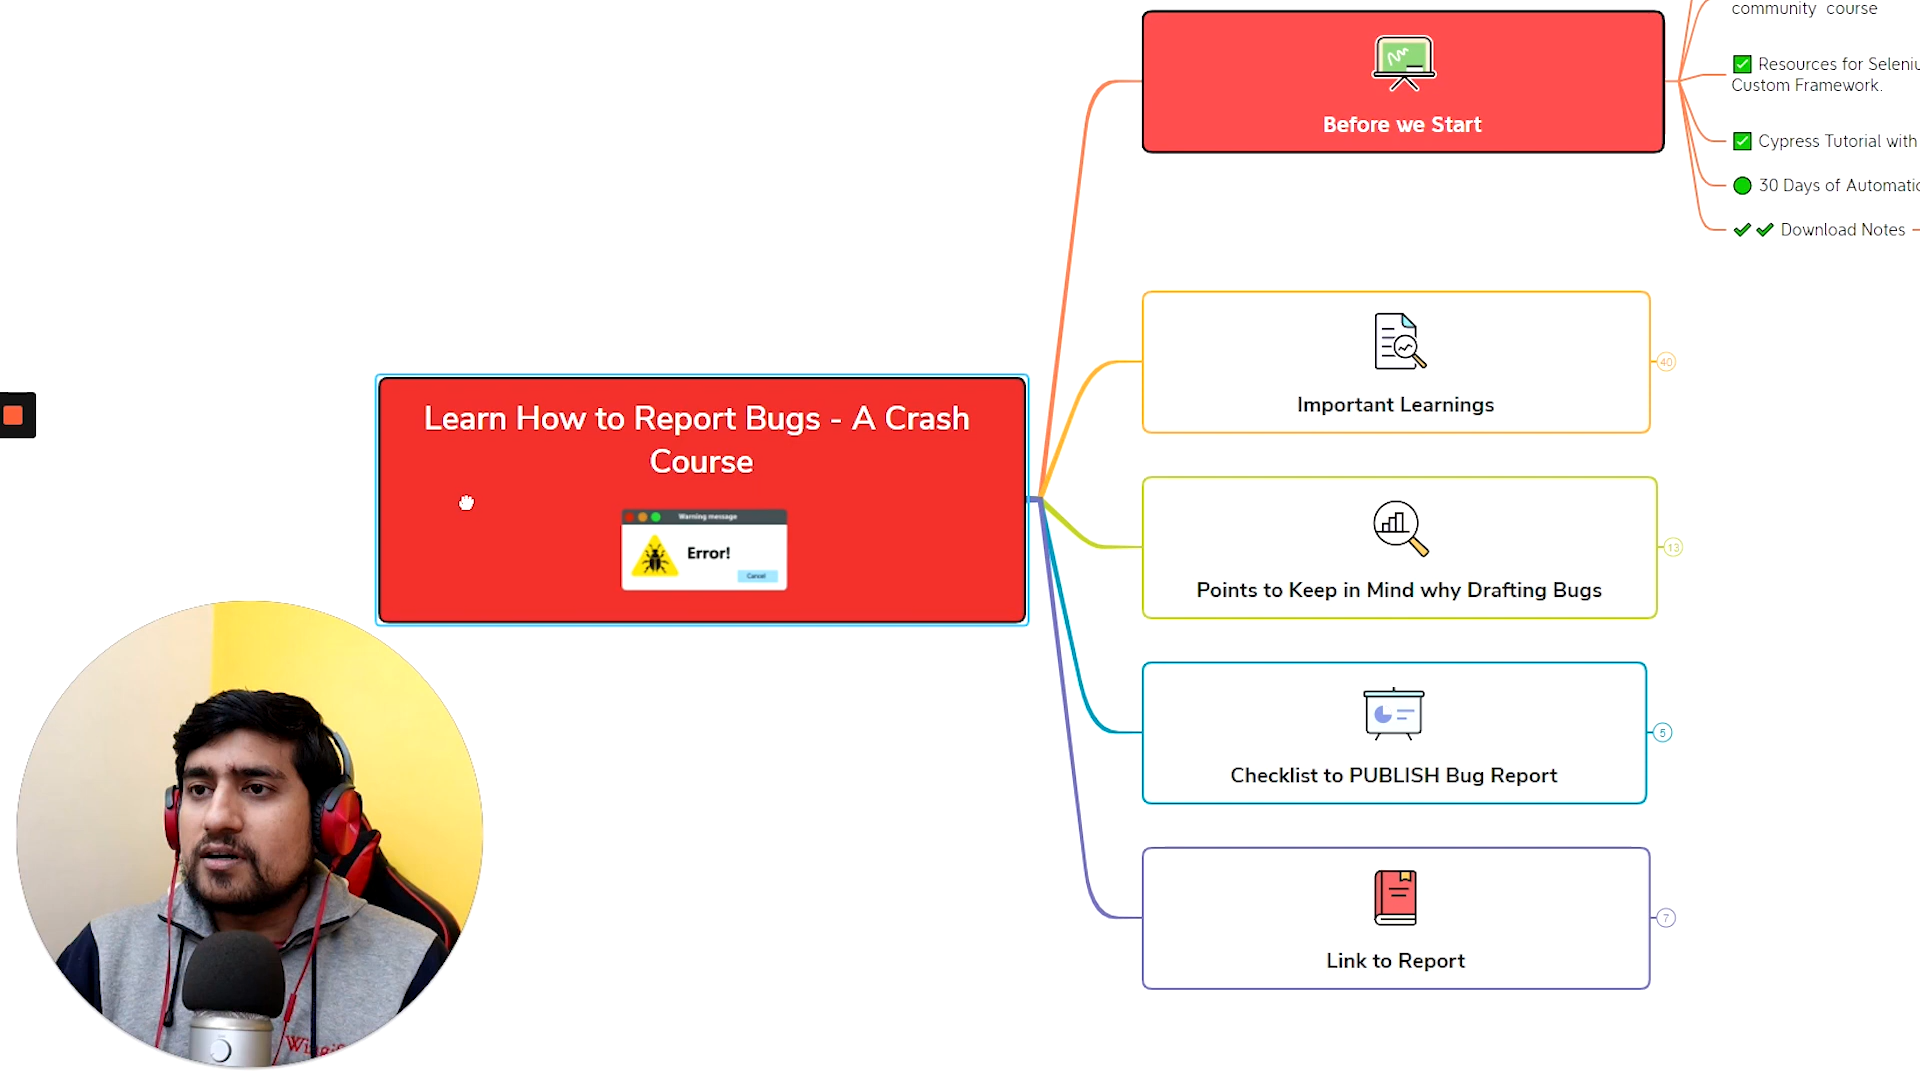 community course
✅ Resources for
Custom Framework.
✅ Cypress Tutorial with
30 Days of
✔ ✔ Download Notes
Before we Start
Important Learnings
40
Learn How to Report Bugs - A Crash
Course
Warning message
Error!
Cancel
Points to Keep in Mind why Drafting Bugs
13
Checklist to PUBLISH Bug Report
5
Link to Report
7